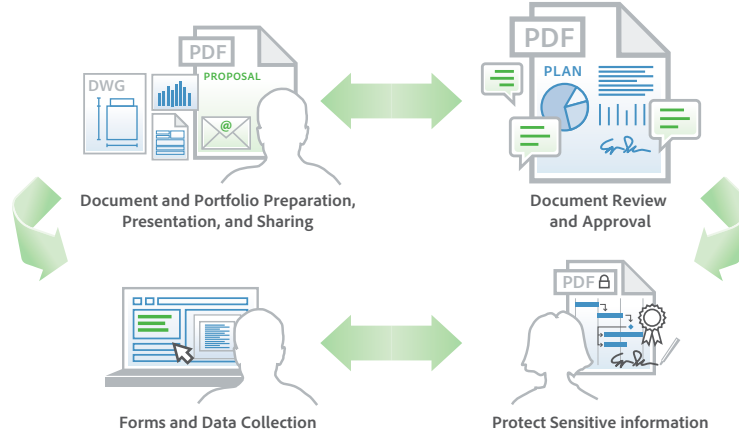 PDF
PROPOSAL
DWG
@
Document and Portfolio Preparation,
Presentation, and Sharing
PDF
PLAN
Document Review
and Approval
Forms and Data Collection
PDF
Protect Sensitive information